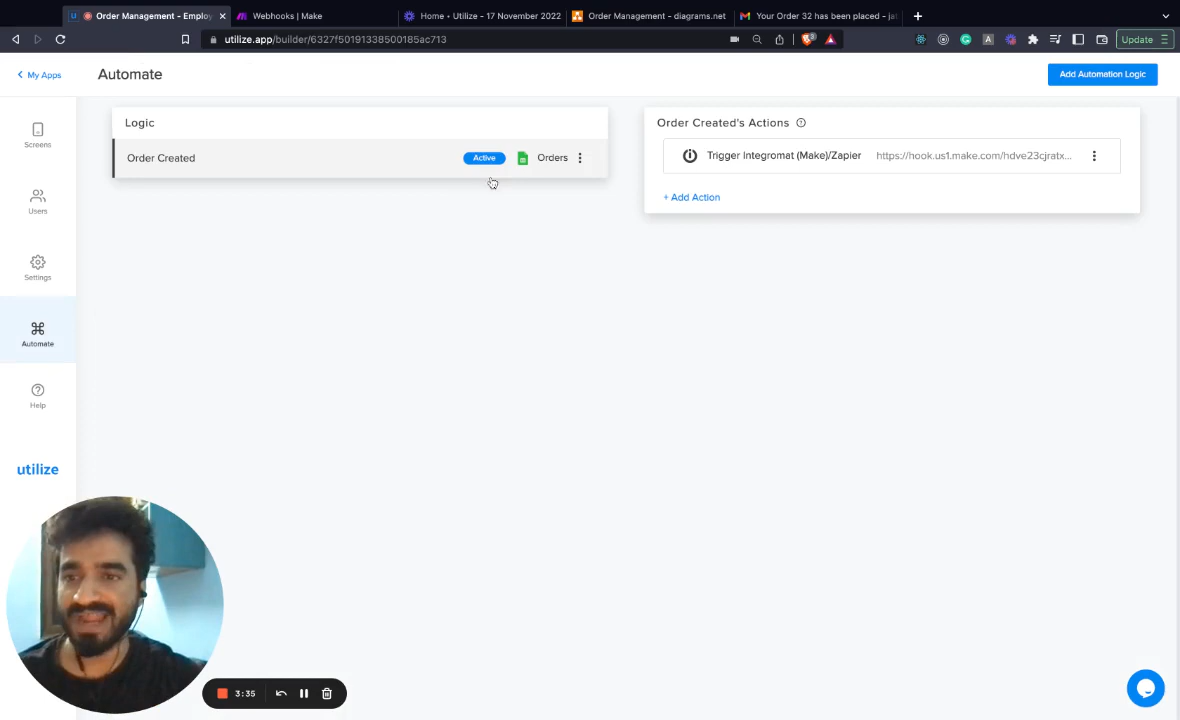 Order Management - Employ
Webhooks | Make
Home • Utilize - 17 November 2022
Order Management - diagrams.net
Your Order 32 has been placed - ja
utilize.app/builder/6327f50191338500185ac713
Update
My Apps
Automate
Add Automation Logic
Screens
Users
Settings
Automate
Help
utilize
Logic
Order Created
Active
Orders
Order Created's Actions
Trigger Integromat (Make)/Zapier
https://hook.us1.make.com/hdve23cjratx...
+ Add Action
3:35